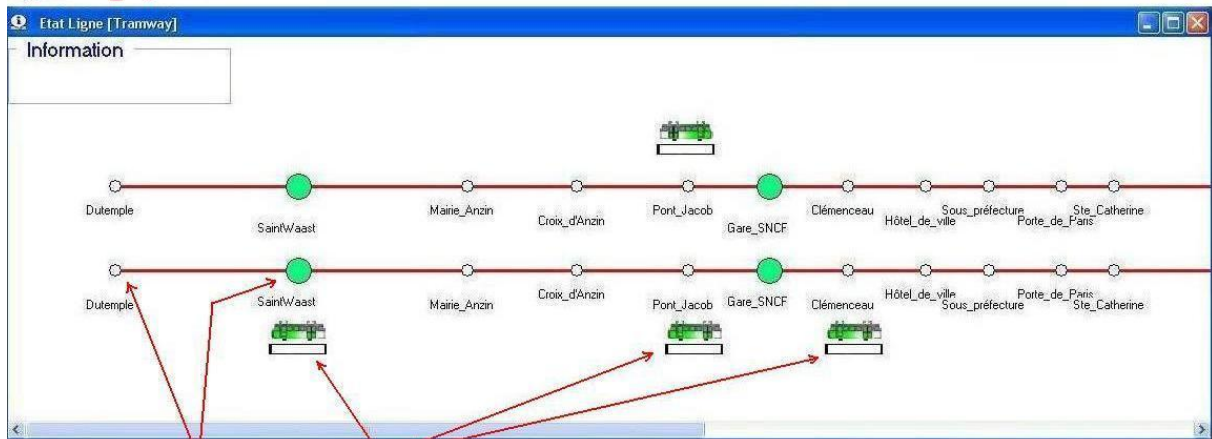 Etat Ligne [Tramway]
Information
Dutemple
SaintWaast
Mairie_Anzin
Croix_d'Anzin
Pont_Jacob
Gare_SNCF
Clémenceau
Hôtel_de_ville
Sous_préfecture
Porte_de_Paris
Ste_Catherine
Dutemple
SaintWaast
Mairie_Anzin
Croix_d'Anzin
Pont_Jacob
Gare_SNCF
Clémenceau
Hôtel_de_ville
Sous_préfecture
Porte_de_Paris
Ste_Catherine